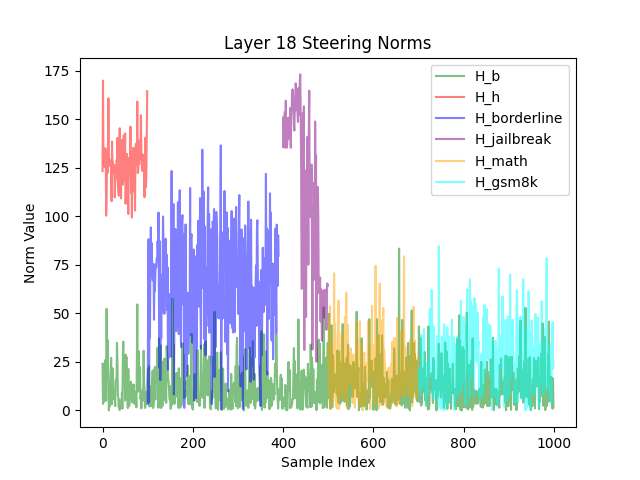 Layer 18 Steering Norms
Norm Value
175
150
125
100
75
50
25
0
H_b
H_h
H_borderline
H_jailbreak
H_math
H_gsm8k
0
200
400
600
800
1000
Sample Index